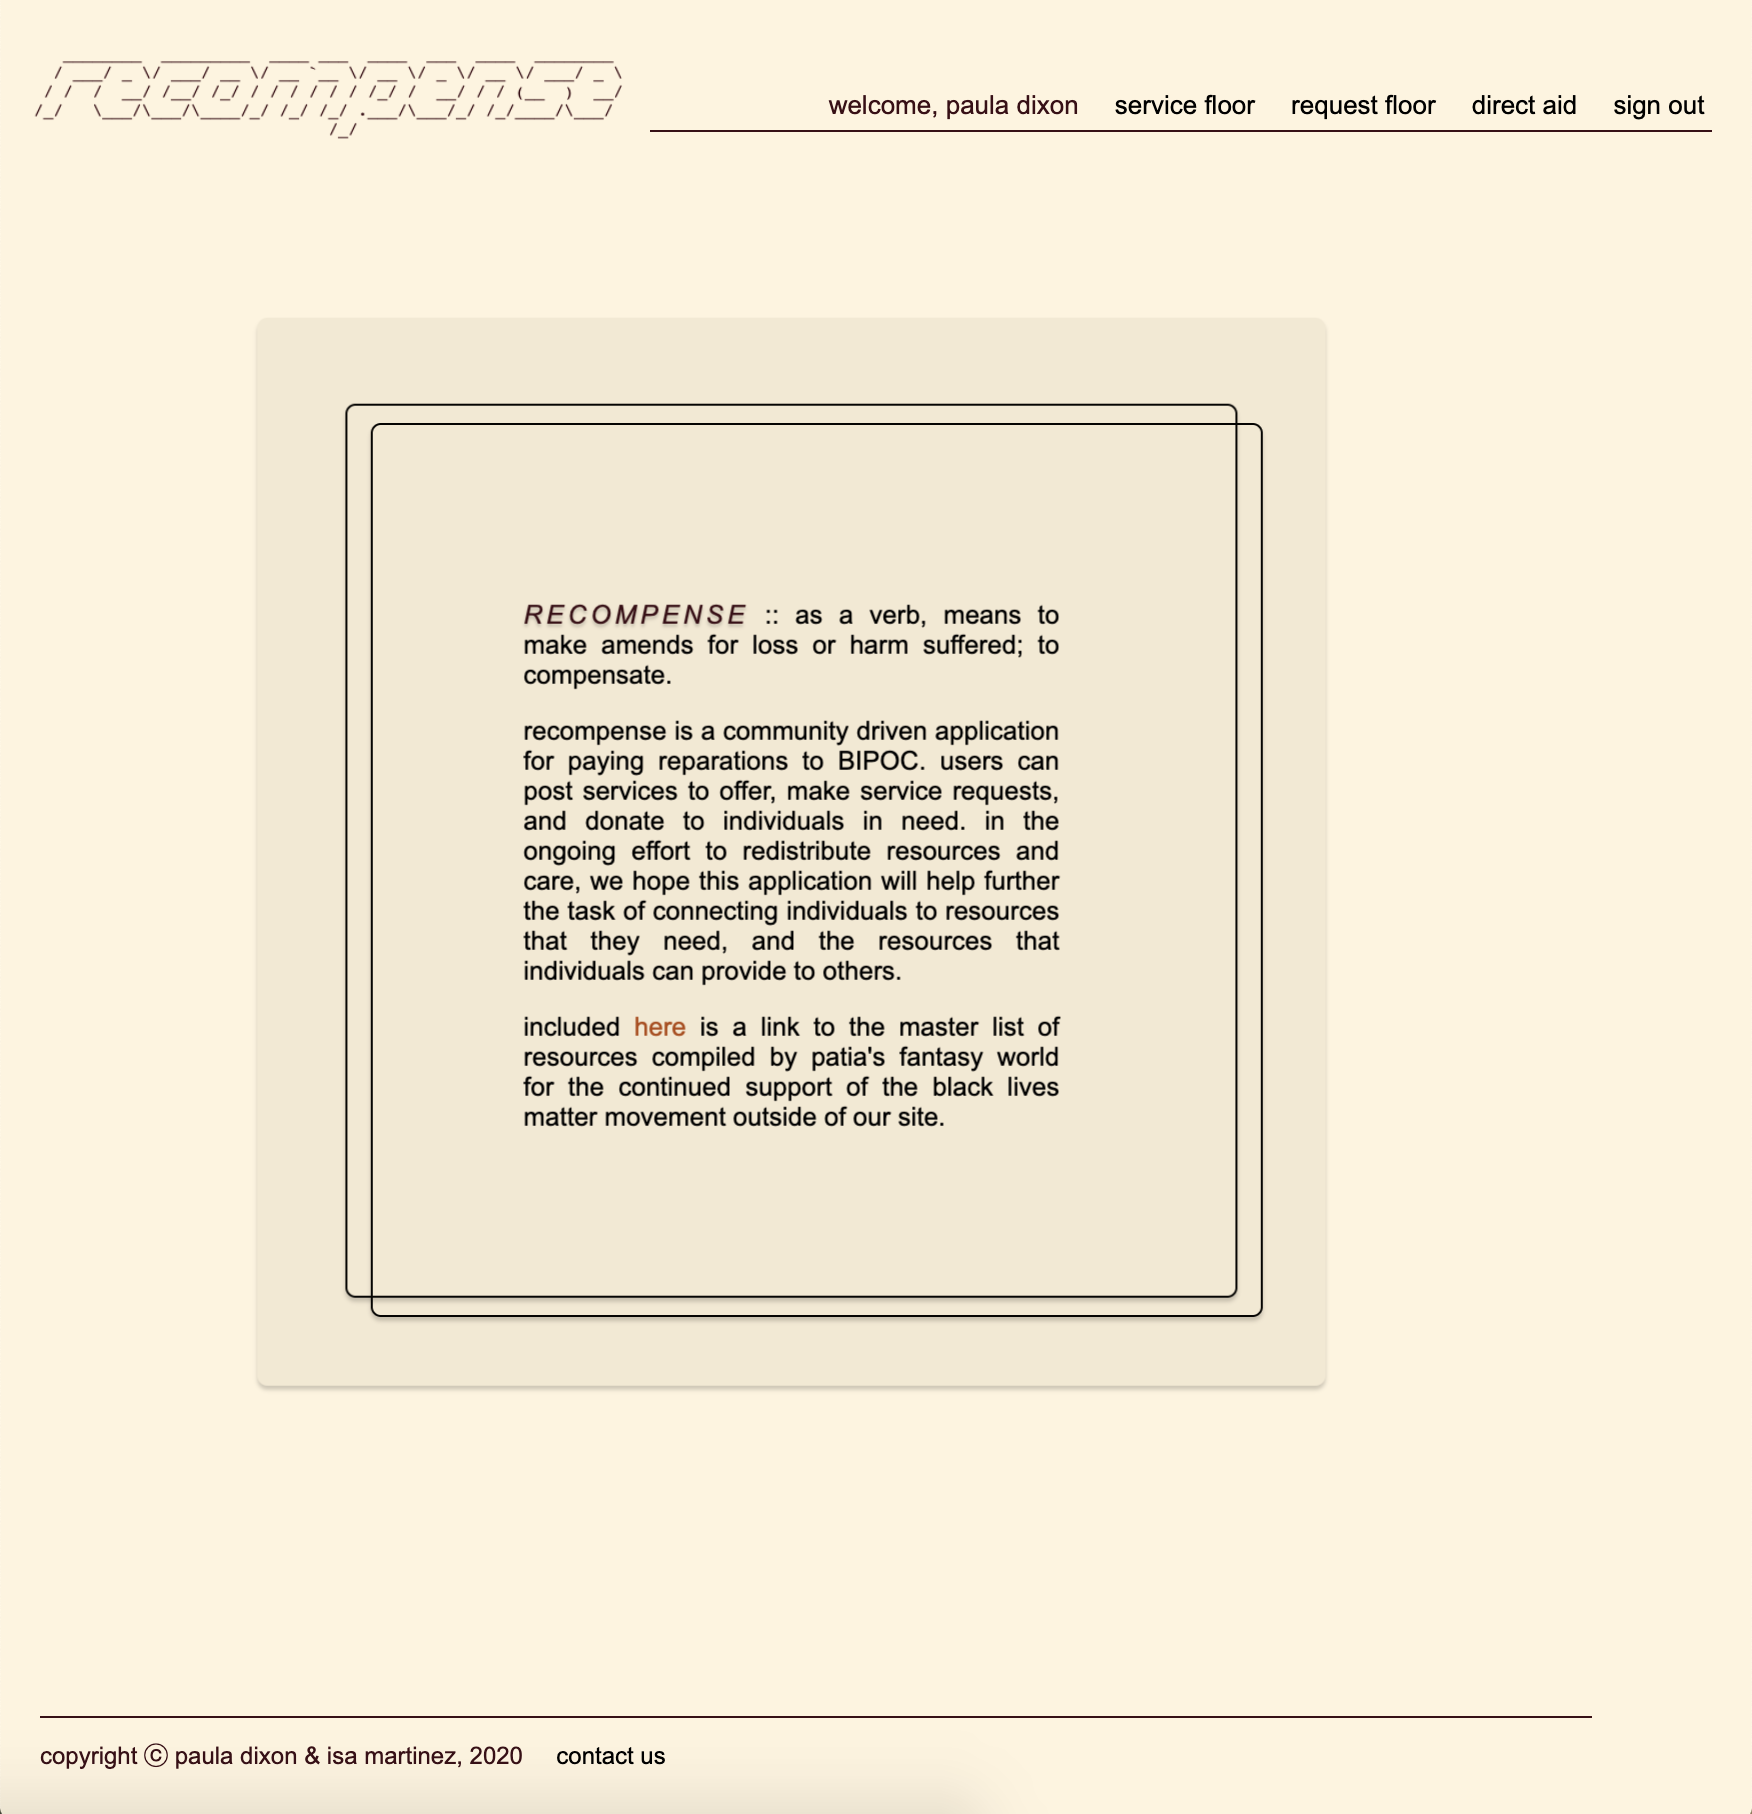 recompense
welcome, paula dixon service floor request floor direct aid sign out
RECOMPENSE :: as a verb, means to
make amends for loss or harm suffered; to
compensate.
recompense is a community driven application
for paying reparations to BIPOC. users can
post services to offer, make service requests,
and donate to individuals in need. in the
ongoing effort to redistribute resources and
care, we hope this application will help further
the task of connecting individuals to resources
that they need, and the resources that
individuals can provide to others.
included here is a link to the master list of
resources compiled by patia's fantasy world
for the continued support of the black lives
matter movement outside of our site.
copyright ⓒ paula dixon & isa martinez, 2020 contact us